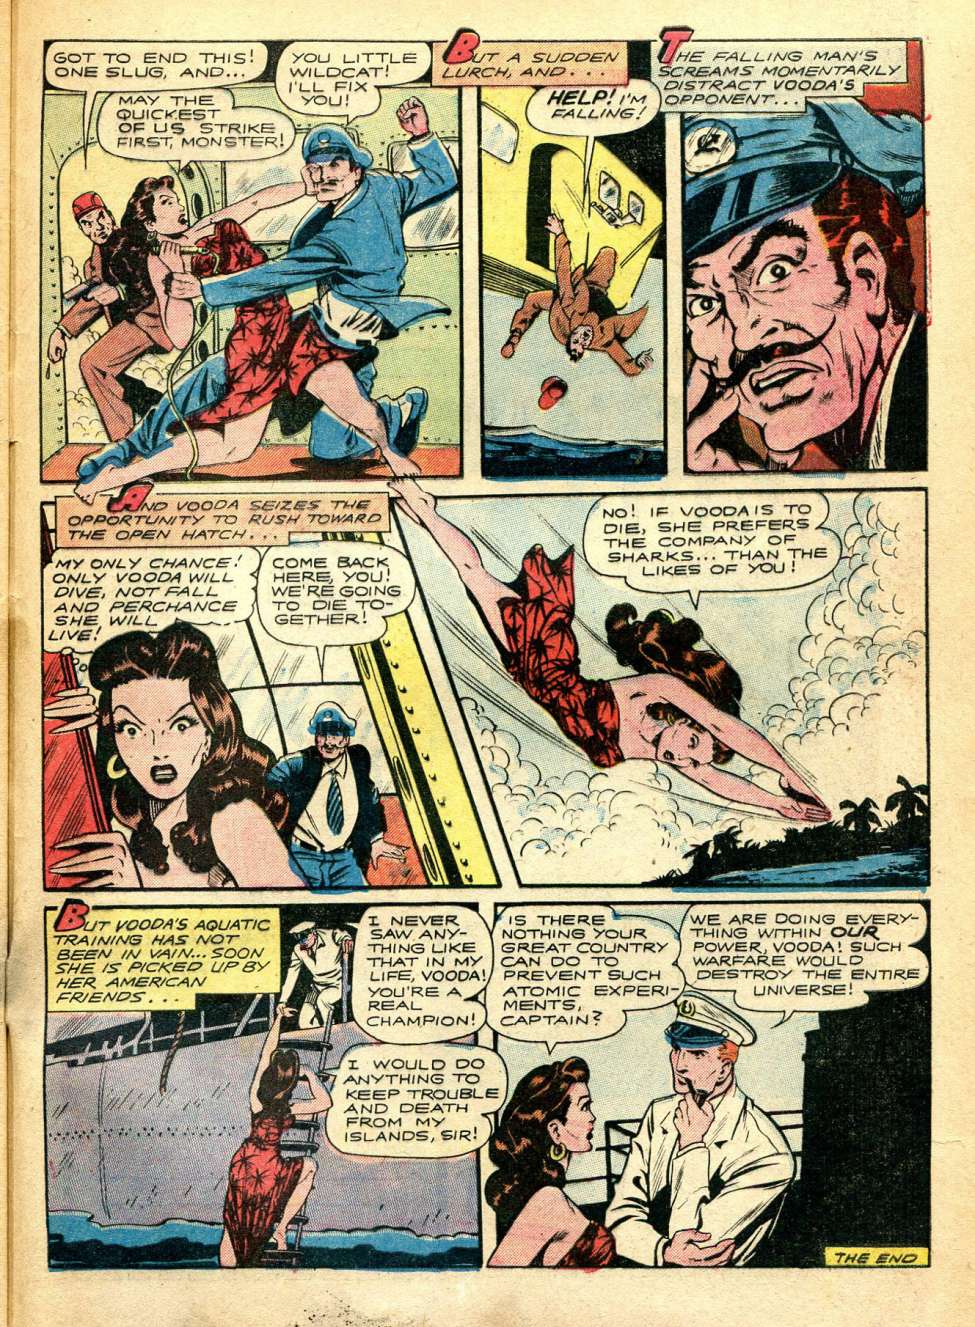 GOT TO END THIS!
ONE SLUG, AND...
MAY THE
QUICKEST
OF US STRIKE
FIRST, MONSTER!
YOU LITTLE
WILDCAT!
I'LL FIX
YOU!
BUT A SUDDEN
LURCH, AND...
HELP! I'M
FALLING!
THE FALLING MAN'S
SCREAMS MOMENTARILY
DISTRACT VOODA'S
OPPONENT...
AND VOODA SEIZES THE
OPPORTUNITY TO RUSH TOWARD
THE OPEN HATCH...
MY ONLY CHANCE!
ONLY VOODA WILL
DIVE, NOT FALL
AND PERCHANCE
SHE WILL
LIVE!
COME BACK
HERE, YOU!
WE'RE GOING
TO DIE TO-
GETHER!
NO! IF VOODA IS TO
DIE, SHE PREFERS
THE COMPANY OF
SHARKS... THAN THE
LIKES OF YOU!
BUT VOODA'S AQUATIC
TRAINING HAS NOT
BEEN IN VAIN...SOON
SHE IS PICKED UP BY
HER AMERICAN
FRIENDS...
I NEVER
SAW ANY-
THING LIKE
THAT IN MY
LIFE, VOODA!
YOU'RE A
REAL
CHAMPION!
I WOULD DO
ANYTHING TO
KEEP TROUBLE
AND DEATH
FROM MY
ISLANDS, SIR!
IS THERE
NOTHING YOUR
GREAT COUNTRY
CAN DO TO
PREVENT SUCH
ATOMIC EXPERI-
MENTS,
CAPTAIN?
WE ARE DOING EVERY-
THING WITHIN OUR
POWER, VOODA! SUCH
WARFARE WOULD
DESTROY THE ENTIRE
UNIVERSE!
THE END